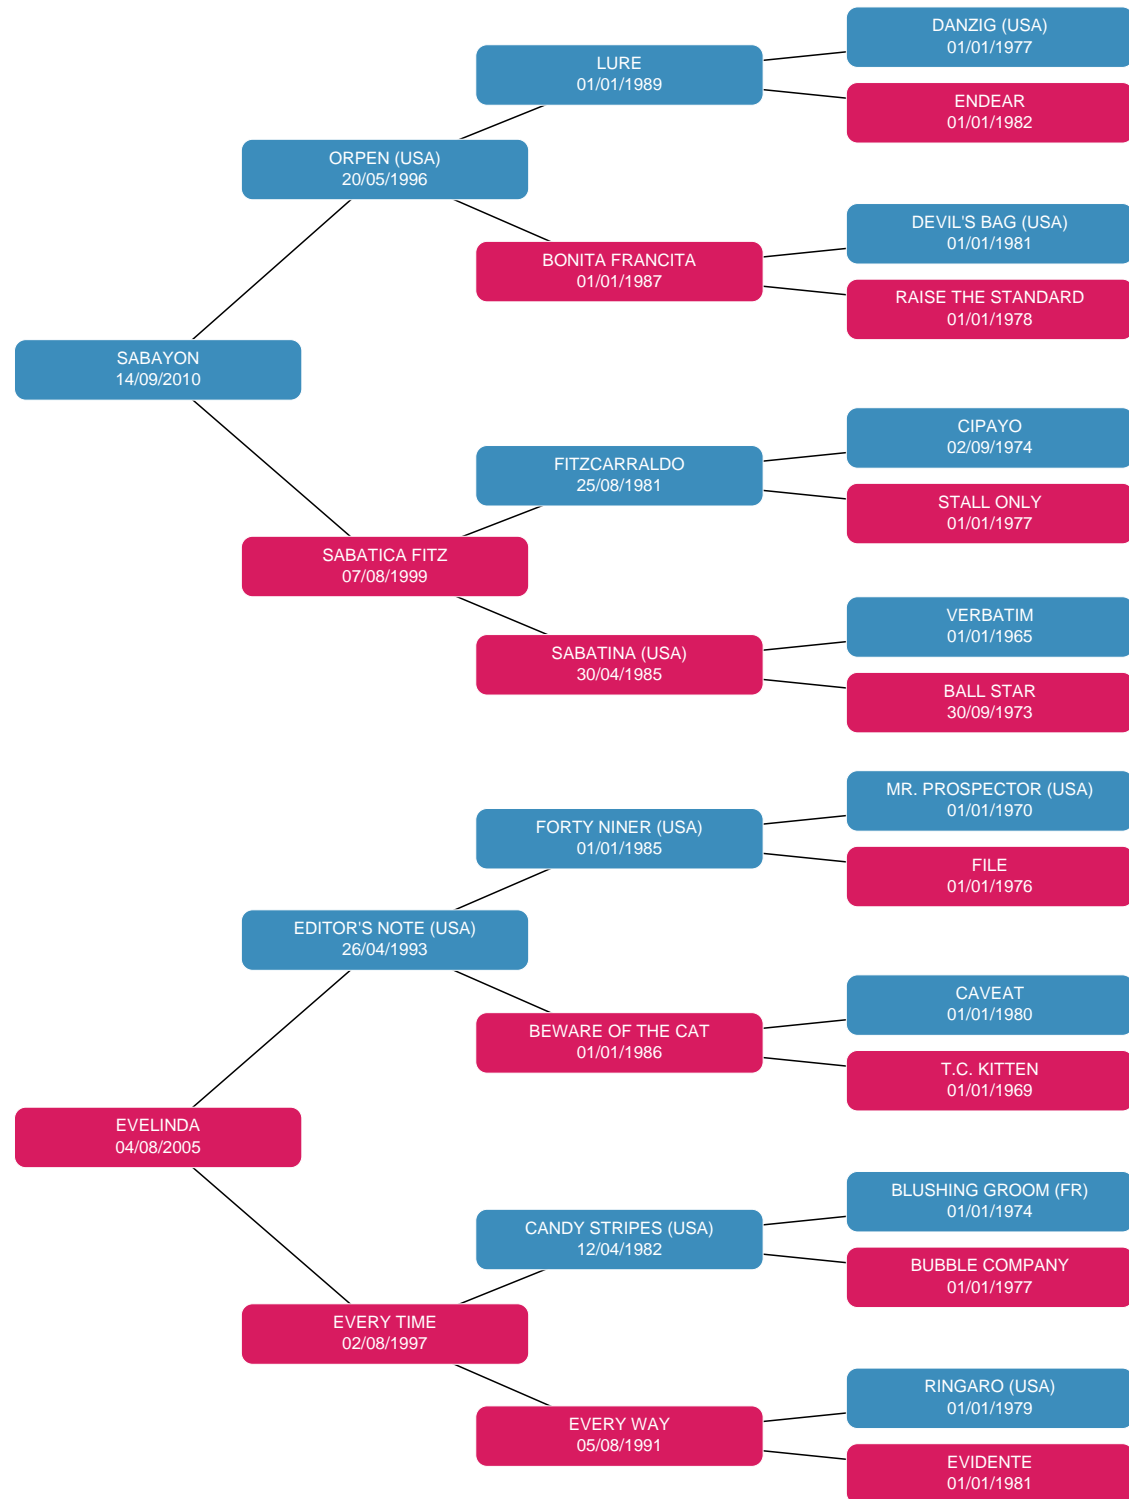 DANZIG (USA)
01/01/1977
LURE
01/01/1989
ENDEAR
01/01/1982
ORPEN (USA)
20/05/1996
DEVIL'S BAG (USA)
01/01/1981
BONITA FRANCITA
01/01/1987
RAISE THE STANDARD
01/01/1978
SABAYON
14/09/2010
CIPAYO
02/09/1974
FITZCARRALDO
25/08/1981
STALL ONLY
01/01/1977
SABATICA FITZ
07/08/1999
VERBATIM
01/01/1965
SABATINA (USA)
30/04/1985
BALL STAR
30/09/1973
MR. PROSPECTOR (USA)
01/01/1970
FORTY NINER (USA)
01/01/1985
FILE
01/01/1976
EDITOR'S NOTE (USA)
26/04/1993
CAVEAT
01/01/1980
BEWARE OF THE CAT
01/01/1986
T.C. KITTEN
01/01/1969
EVELINDA
04/08/2005
BLUSHING GROOM (FR)
01/01/1974
CANDY STRIPES (USA)
12/04/1982
BUBBLE COMPANY
01/01/1977
EVERY TIME
02/08/1997
RINGARO (USA)
01/01/1979
EVERY WAY
05/08/1991
EVIDENTE
01/01/1981